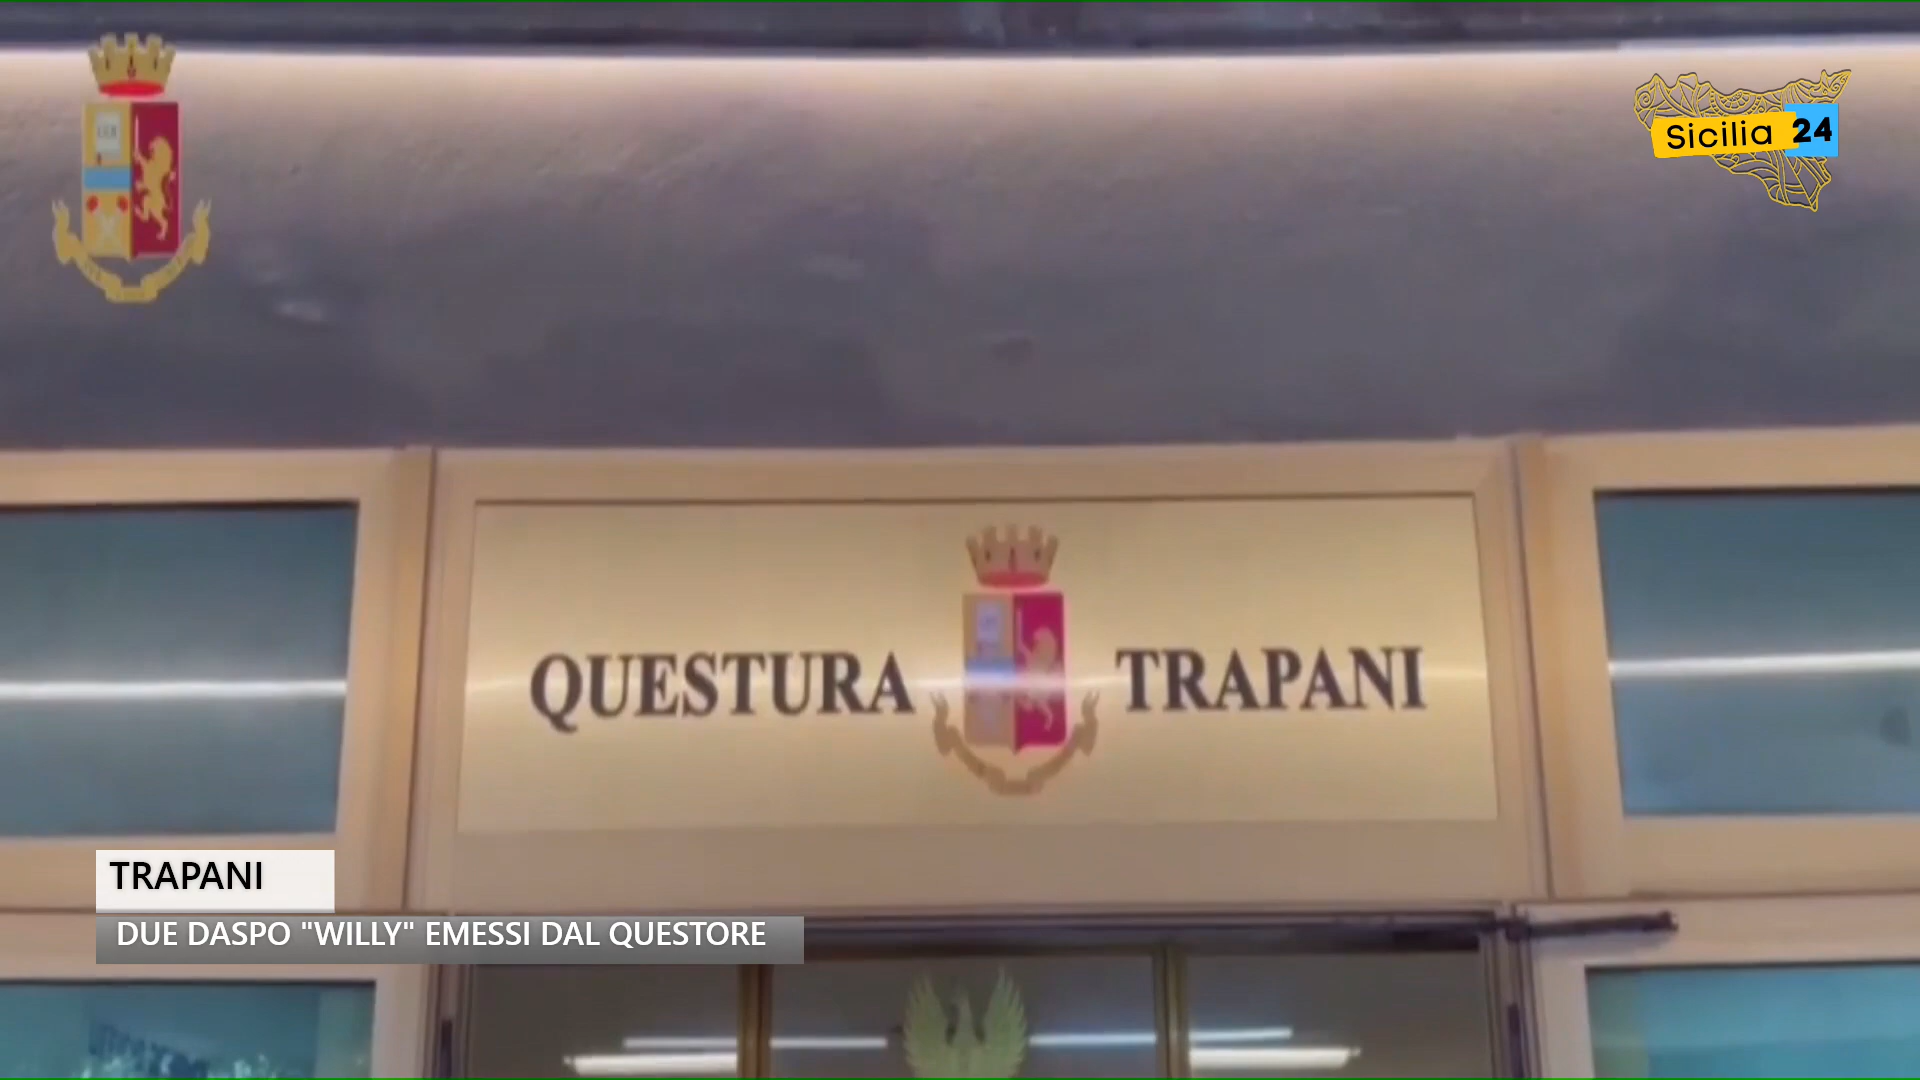 Sicilia 24
QUESTURA TRAPANI
TRAPANI
DUE DASPO "WILLY" EMESSI DAL QUESTORE